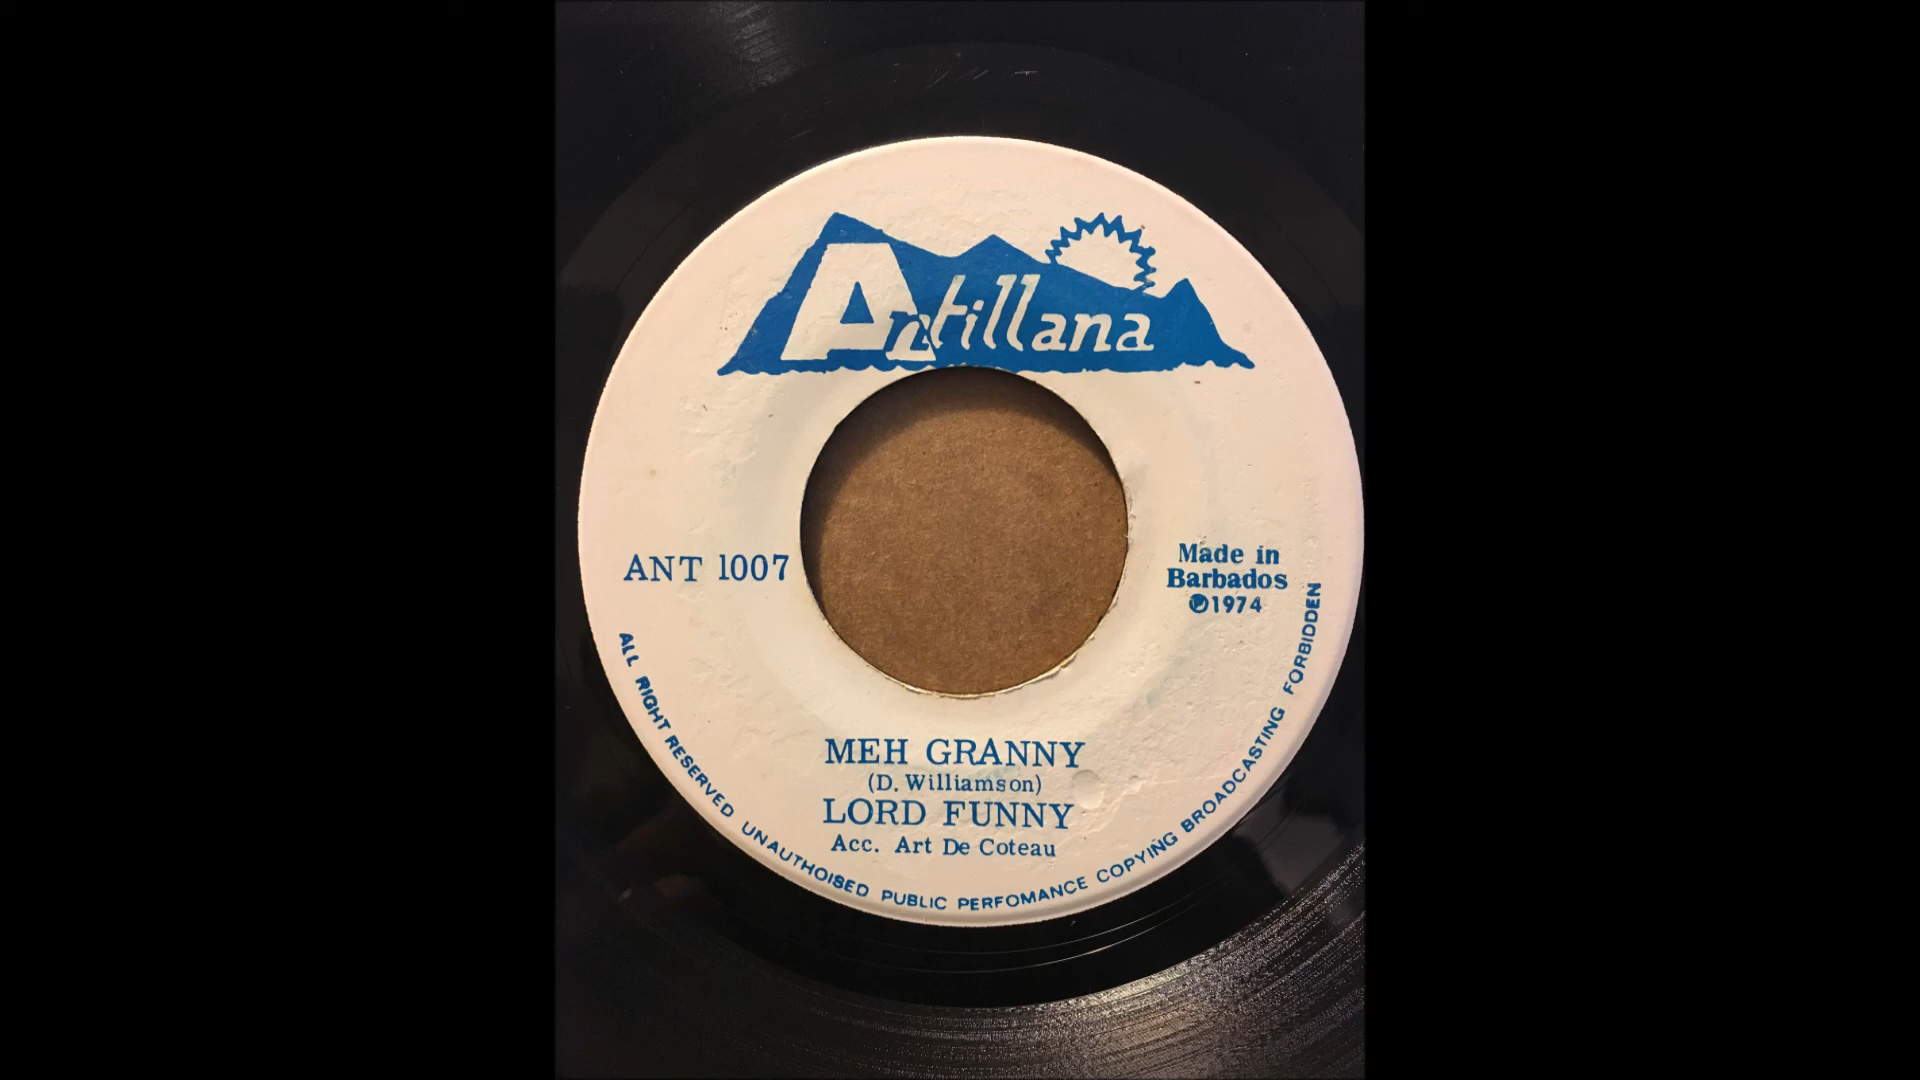 Antillana
ANT 1007
Made in
Barbados
℗1974
MEH GRANNY
(D. Williamson)
LORD FUNNY
Acc. Art De Coteau
ALL RIGHT RESERVED UNAUTHOISED PUBLIC PERFOMANCE COPYING BROADCASTING FORBIDDEN